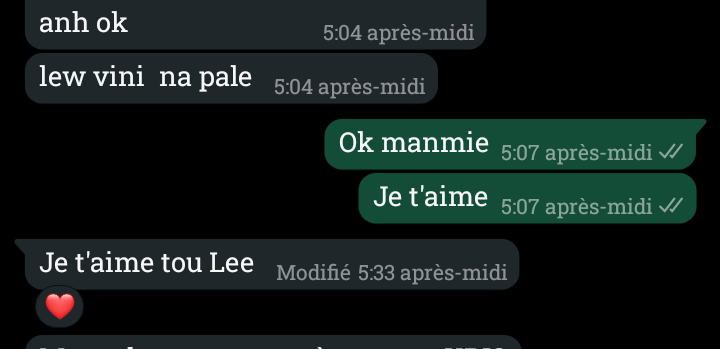 anh ok 5:04 après-midi
lew vini na pale 5:04 après-midi
Ok manmie 5:07 après-midi
Je t'aime 5:07 après-midi
Je t'aime tou Lee Modifié 5:33 après-midi